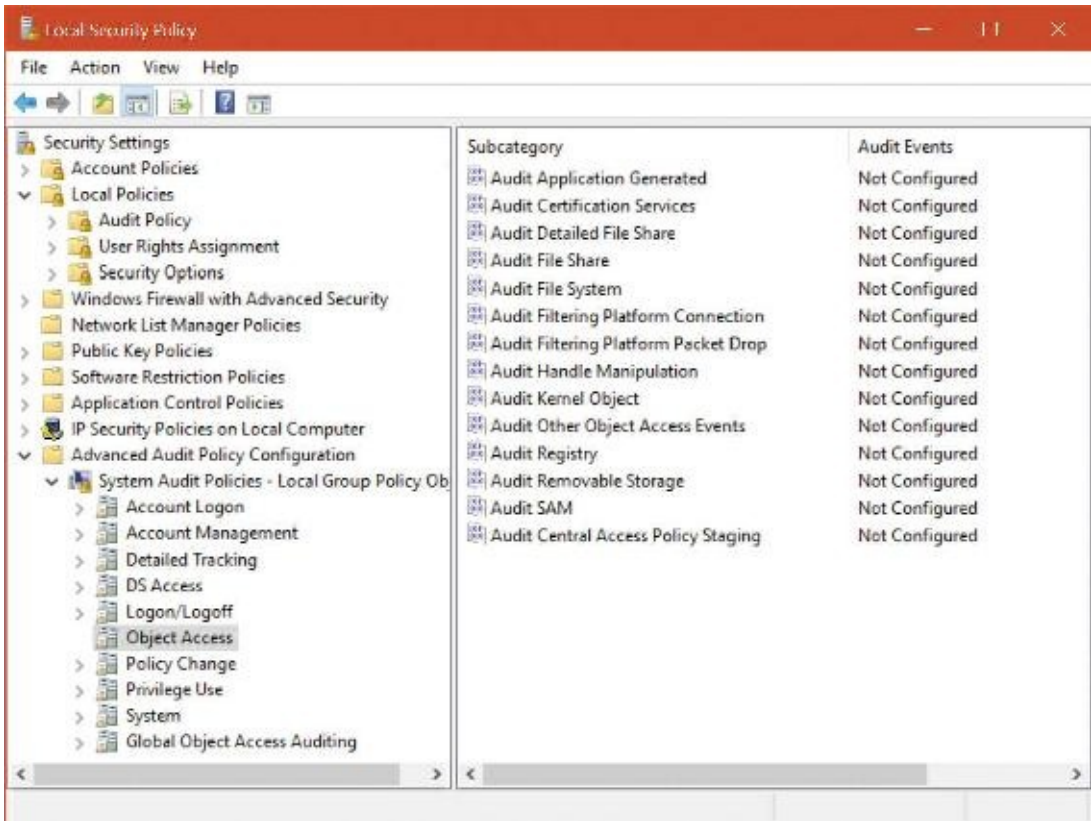 Local Security Policy
File Action View Help
Security Settings
Account Policies
Local Policies
Audit Policy
User Rights Assignment
Security Options
Windows Firewall with Advanced Security
Network List Manager Policies
Public Key Policies
Software Restriction Policies
Application Control Policies
IP Security Policies on Local Computer
Advanced Audit Policy Configuration
System Audit Policies - Local Group Policy Obj
Account Logon
Account Management
Detailed Tracking
DS Access
Logon/Logoff
Object Access
Policy Change
Privilege Use
System
Global Object Access Auditing
Subcategory Audit Events
Audit Application Generated Not Configured
Audit Certification Services Not Configured
Audit Detailed File Share Not Configured
Audit File Share Not Configured
Audit File System Not Configured
Audit Filtering Platform Connection Not Configured
Audit Filtering Platform Packet Drop Not Configured
Audit Handle Manipulation Not Configured
Audit Kernel Object Not Configured
Audit Other Object Access Events Not Configured
Audit Registry Not Configured
Audit Removable Storage Not Configured
Audit SAM Not Configured
Audit Central Access Policy Staging Not Configured